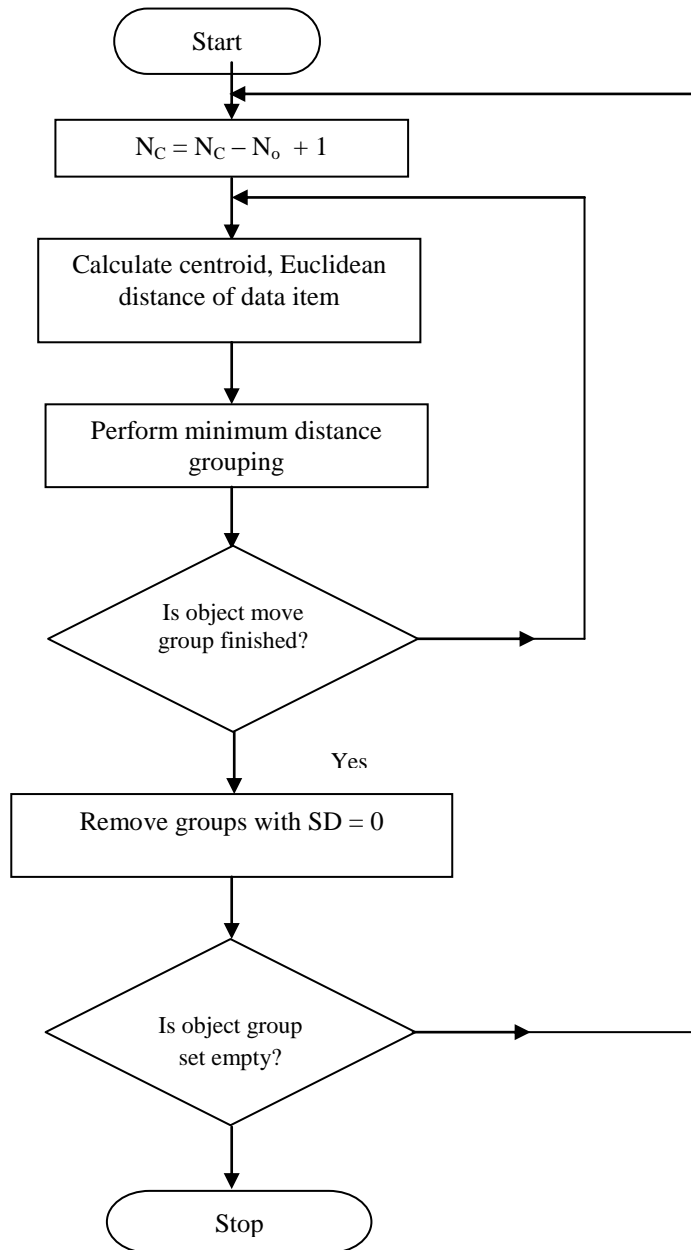 Start
N_C = N_C – N_o + 1
Calculate centroid, Euclidean
distance of data item
Perform minimum distance
grouping
Is object move
group finished?
Yes
Remove groups with SD = 0
Is object group
set empty?
Stop